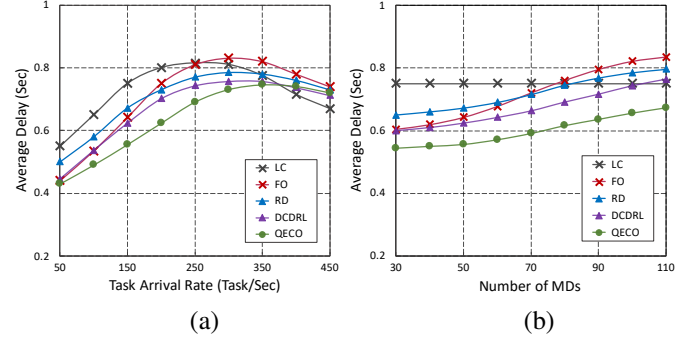 Average Delay (Sec)
1
0.8
0.6
0.4
0.2
50
150
250
350
450
Task Arrival Rate (Task/Sec)
LC
FO
RD
DCDRL
QECO
(a)
Average Delay (Sec)
1
0.8
0.6
0.4
0.2
30
50
70
90
110
Number of MDs
LC
FO
RD
DCDRL
QECO
(b)